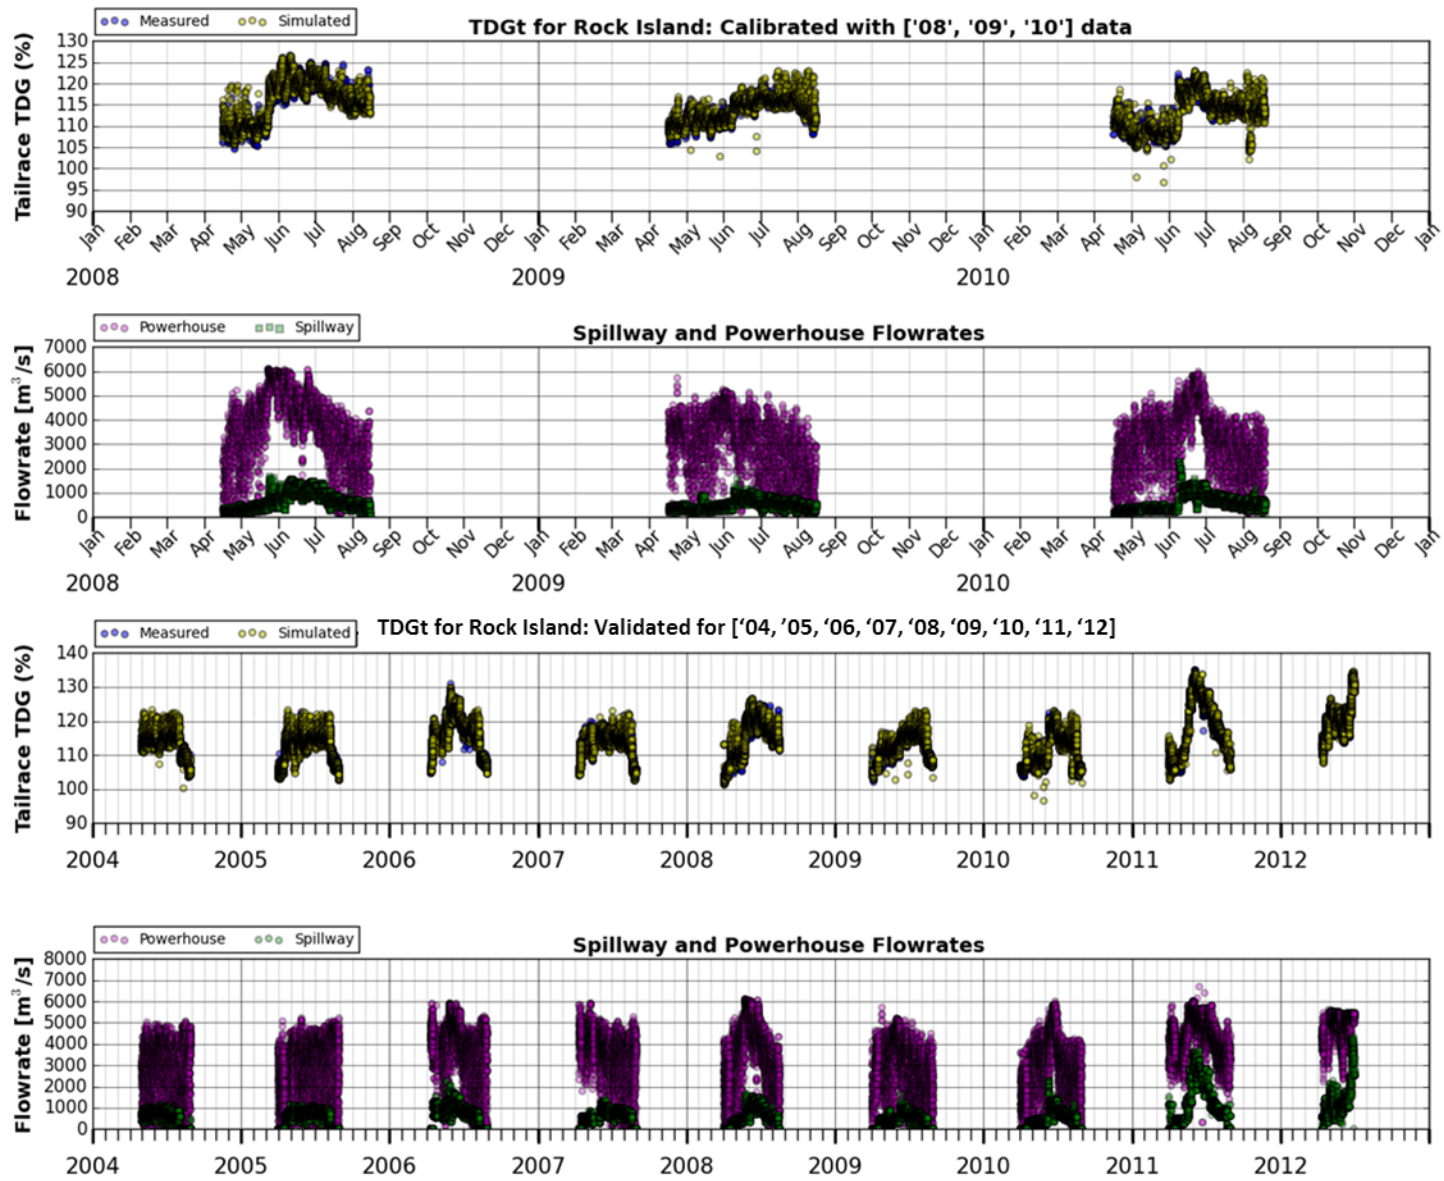 Measured Simulated
TDGt for Rock Island: Calibrated with ['08', '09', '10'] data
Tailrace TDG (%)
130
125
120
115
110
105
100
95
90
Jan Feb Mar Apr May Jun Jul Aug Sep Oct Nov Dec Jan Feb Mar Apr May Jun Jul Aug Sep Oct Nov Dec Jan Feb Mar Apr May Jun Jul Aug Sep Oct Nov Dec Jan
2008 2009 2010
Powerhouse Spillway
Spillway and Powerhouse Flowrates
Flowrate [m³/s]
7000
6000
5000
4000
3000
2000
1000
0
Jan Feb Mar Apr May Jun Jul Aug Sep Oct Nov Dec Jan Feb Mar Apr May Jun Jul Aug Sep Oct Nov Dec Jan Feb Mar Apr May Jun Jul Aug Sep Oct Nov Dec Jan
2008 2009 2010
Measured Simulated
TDGt for Rock Island: Validated for [‘04, ’05, ‘06, ‘07, ‘08, ‘09, ‘10, ‘11, ‘12]
Tailrace TDG (%)
140
130
120
110
100
90
2004 2005 2006 2007 2008 2009 2010 2011 2012
Powerhouse Spillway
Spillway and Powerhouse Flowrates
Flowrate [m³/s]
8000
7000
6000
5000
4000
3000
2000
1000
0
2004 2005 2006 2007 2008 2009 2010 2011 2012